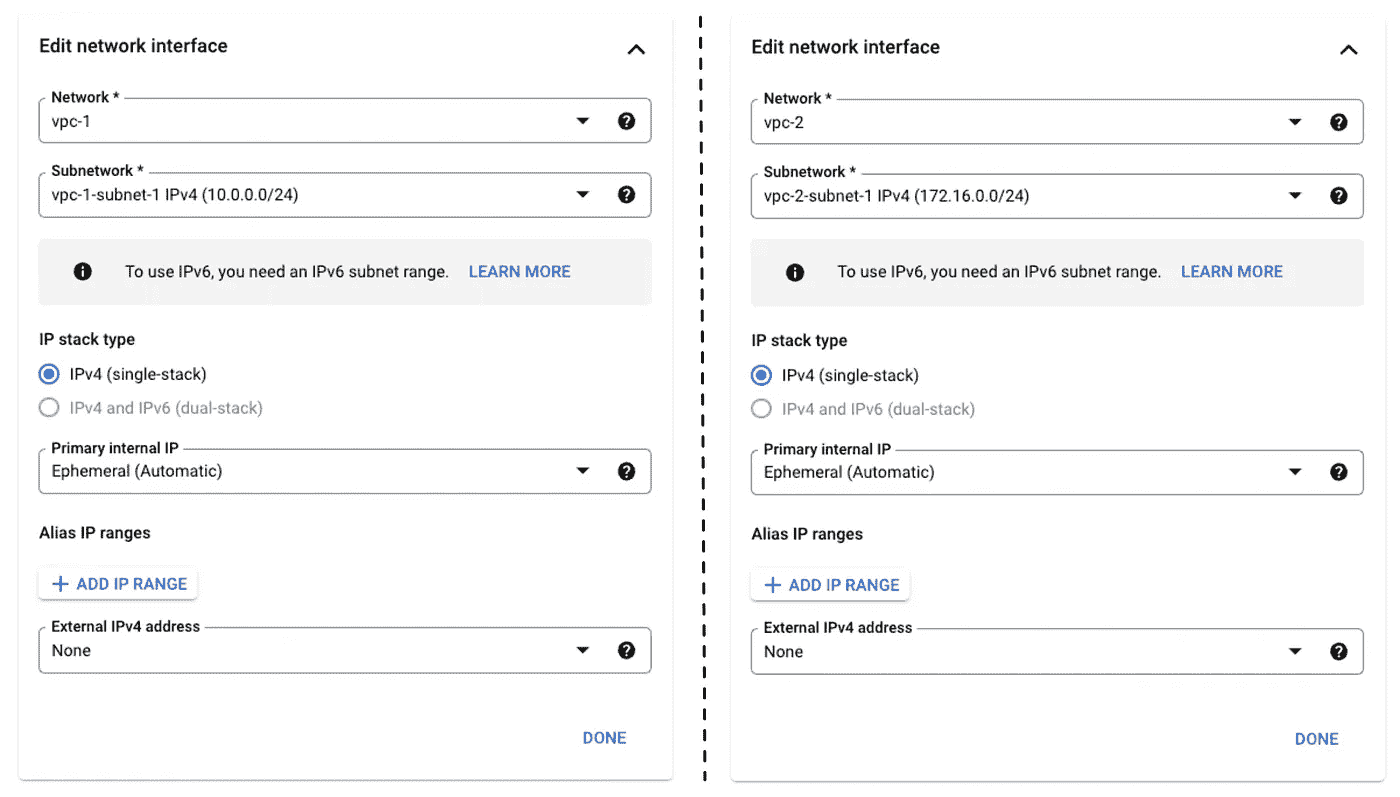 Edit network interface
Network *
vpc-1
Subnetwork *
vpc-1-subnet-1 IPv4 (10.0.0.0/24)
To use IPv6, you need an IPv6 subnet range. LEARN MORE
IP stack type
IPv4 (single-stack)
IPv4 and IPv6 (dual-stack)
Primary internal IP
Ephemeral (Automatic)
Alias IP ranges
+ ADD IP RANGE
External IPv4 address
None
DONE
Edit network interface
Network *
vpc-2
Subnetwork *
vpc-2-subnet-1 IPv4 (172.16.0.0/24)
To use IPv6, you need an IPv6 subnet range. LEARN MORE
IP stack type
IPv4 (single-stack)
IPv4 and IPv6 (dual-stack)
Primary internal IP
Ephemeral (Automatic)
Alias IP ranges
+ ADD IP RANGE
External IPv4 address
None
DONE